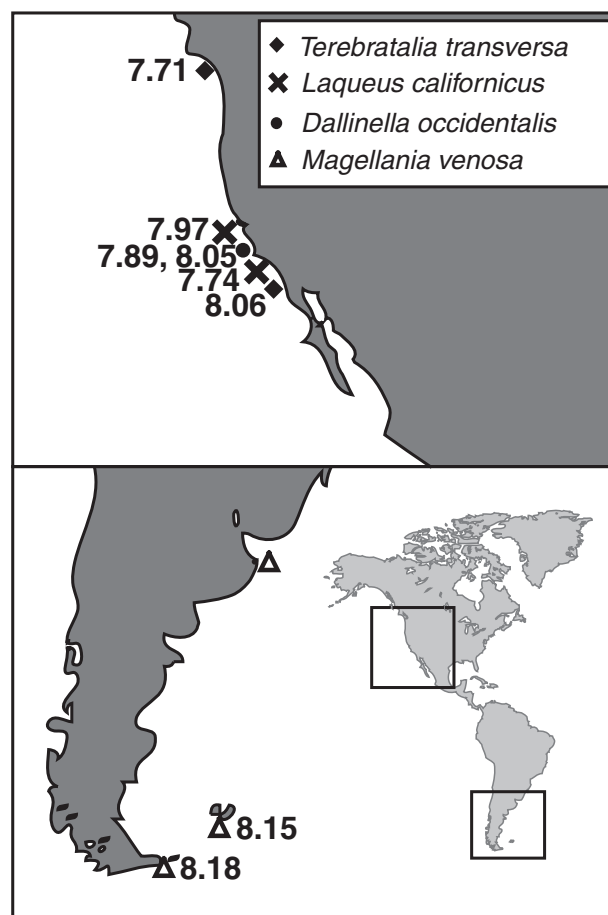 Terebratalia transversa
Laqueus californicus
Dallinella occidentalis
Magellania venosa
7.71
7.97
7.89, 8.05
7.74
8.06
8.15
8.18